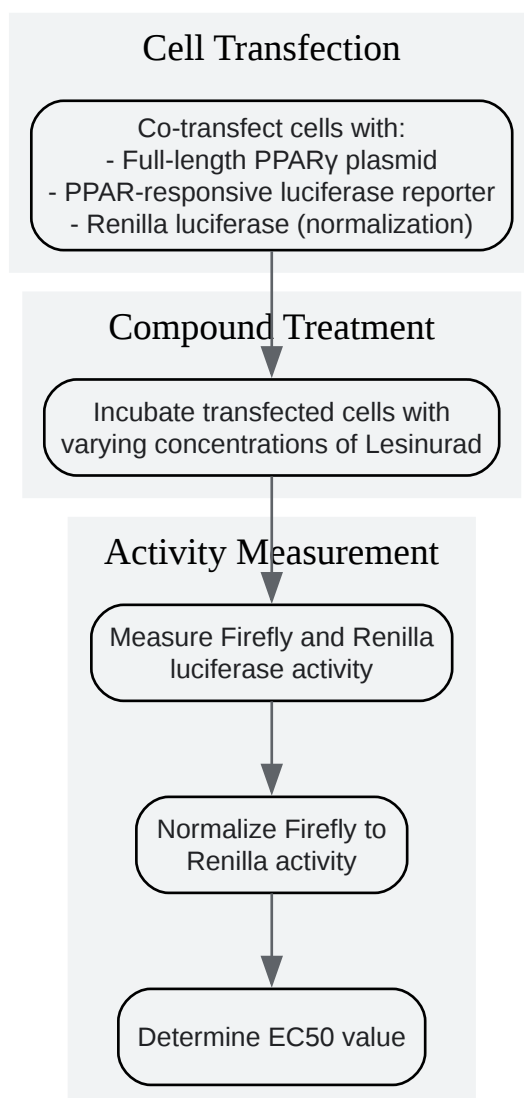 Cell Transfection
Co-transfect cells with:
- Full-length PPARγ plasmid
- PPAR-responsive luciferase reporter
- Renilla luciferase (normalization)
Compound Treatment
Incubate transfected cells with
varying concentrations of Lesinurad
Activity Measurement
Measure Firefly and Renilla
luciferase activity
Normalize Firefly to
Renilla activity
Determine EC50 value